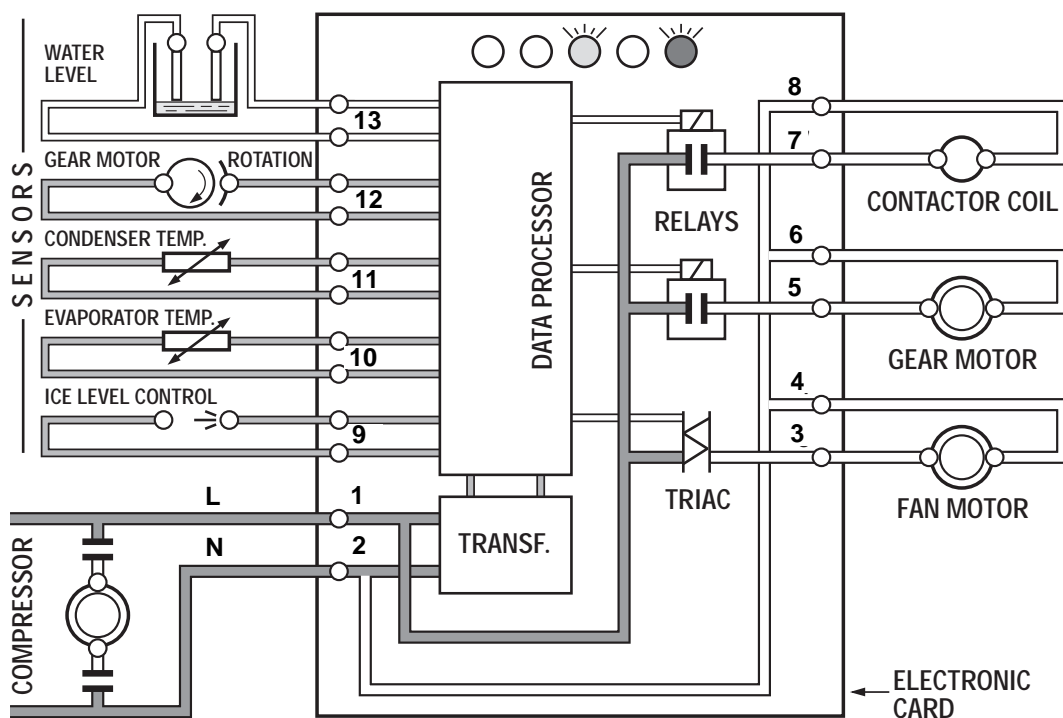 SENSORS
WATER
LEVEL
13
GEAR MOTOR ROTATION
12
CONDENSER TEMP.
11
EVAPORATOR TEMP.
10
ICE LEVEL CONTROL
9
L 1
N 2
COMPRESSOR
DATA PROCESSOR
TRANSF.
RELAYS
TRIAC
8
7
CONTACTOR COIL
6
5
GEAR MOTOR
4
3
FAN MOTOR
ELECTRONIC
CARD